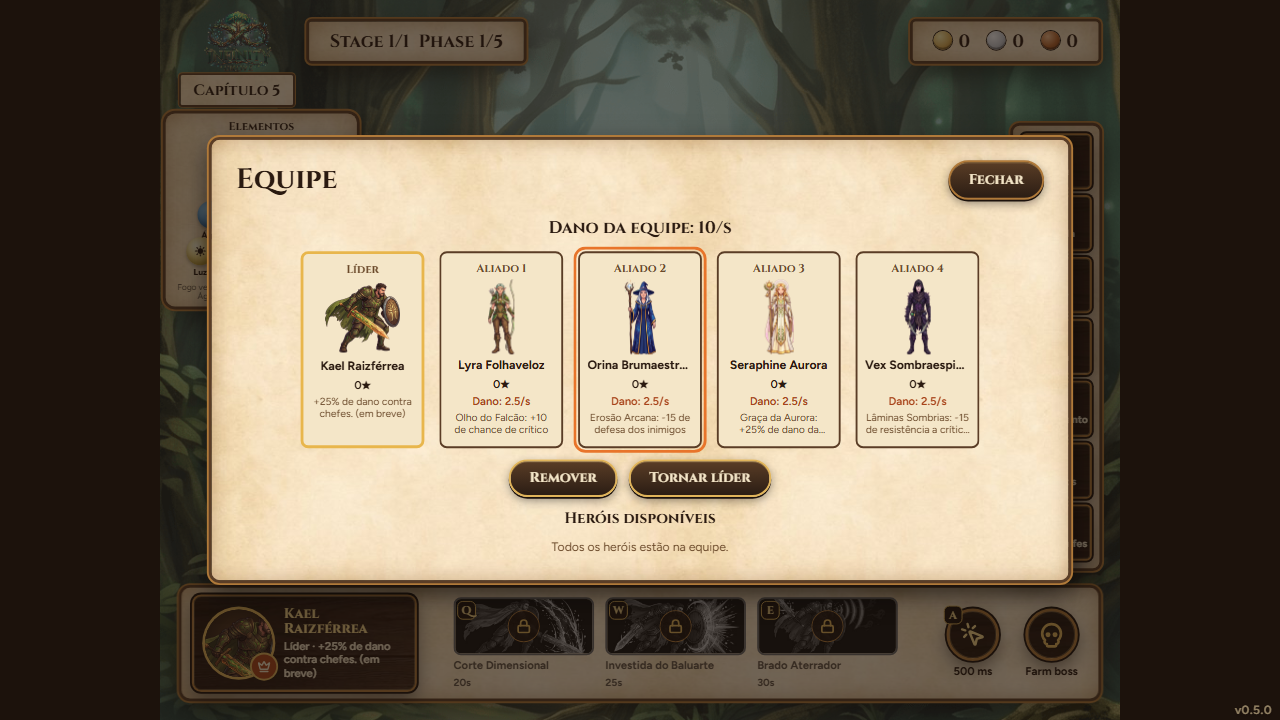 Stage 1/1 Phase 1/5
0 0 0
Capítulo 5
Elementos
Luz
Fogo ve
Equipe
Fechar
Dano da equipe: 10/s
Líder
Kael Raizférrea
0★
+25% de dano contra
chefes. (em breve)
Aliado 1
Lyra Folhaveloz
0★
Dano: 2.5/s
Olho do Falcão: +10
de chance de crítico
Aliado 2
Orina Brumaestr...
0★
Dano: 2.5/s
Erosão Arcana: -15 de
defesa dos inimigos
Aliado 3
Seraphine Aurora
0★
Dano: 2.5/s
Graça da Aurora:
+25% de dano da...
Aliado 4
Vex Sombraespi...
0★
Dano: 2.5/s
Lâminas Sombrias: -15
de resistência a crític...
Remover
Tornar líder
Heróis disponíveis
Todos os heróis estão na equipe.
Kael
Raizférrea
Líder · +25% de dano
contra chefes. (em
breve)
Q
Corte Dimensional
20s
W
Investida do Baluarte
25s
E
Brado Aterrador
30s
A
500 ms
Farm boss
v0.5.0